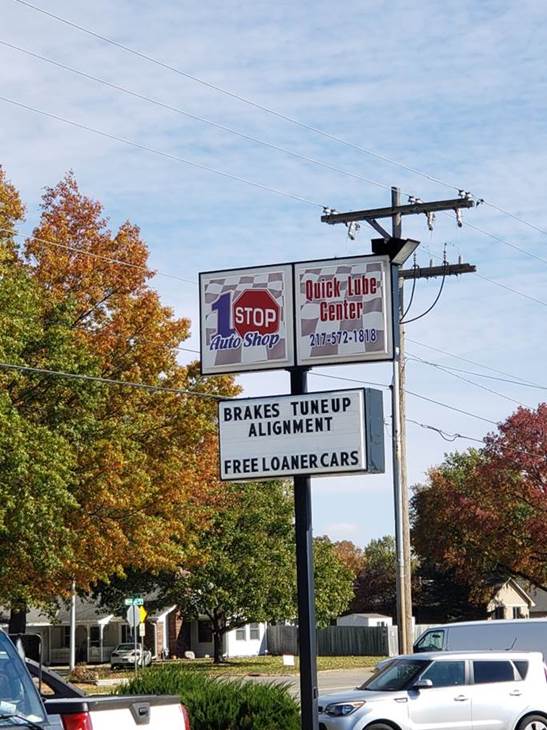 1 STOP
Auto Shop
Quick Lube
Center
217-572-1818
BRAKES TUNEUP
ALIGNMENT
FREE LOANER CARS